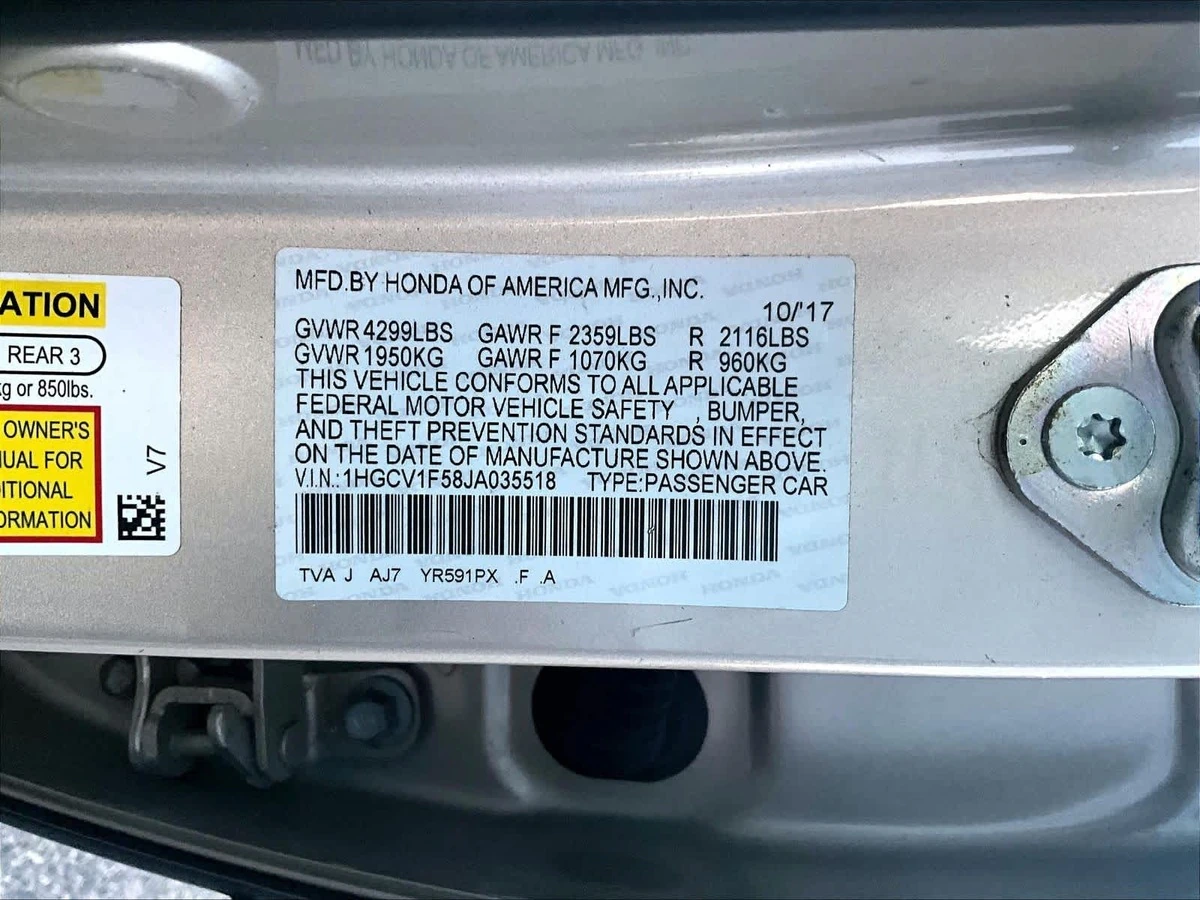 MFD.BY HONDA OF AMERICA MFG.,INC.
10/'17
GVWR 4299LBS GAWR F 2359LBS R 2116LBS
GVWR 1950KG GAWR F 1070KG R 960KG
THIS VEHICLE CONFORMS TO ALL APPLICABLE
FEDERAL MOTOR VEHICLE SAFETY , BUMPER,
AND THEFT PREVENTION STANDARDS IN EFFECT
ON THE DATE OF MANUFACTURE SHOWN ABOVE.
V.I.N.:1HGCV1F58JA035518 TYPE:PASSENGER CAR
TVA J AJ7 YR591PX .F .A
ATION
REAR 3
kg or 850lbs.
OWNER'S
UAL FOR
DITIONAL
ORMATION
V7